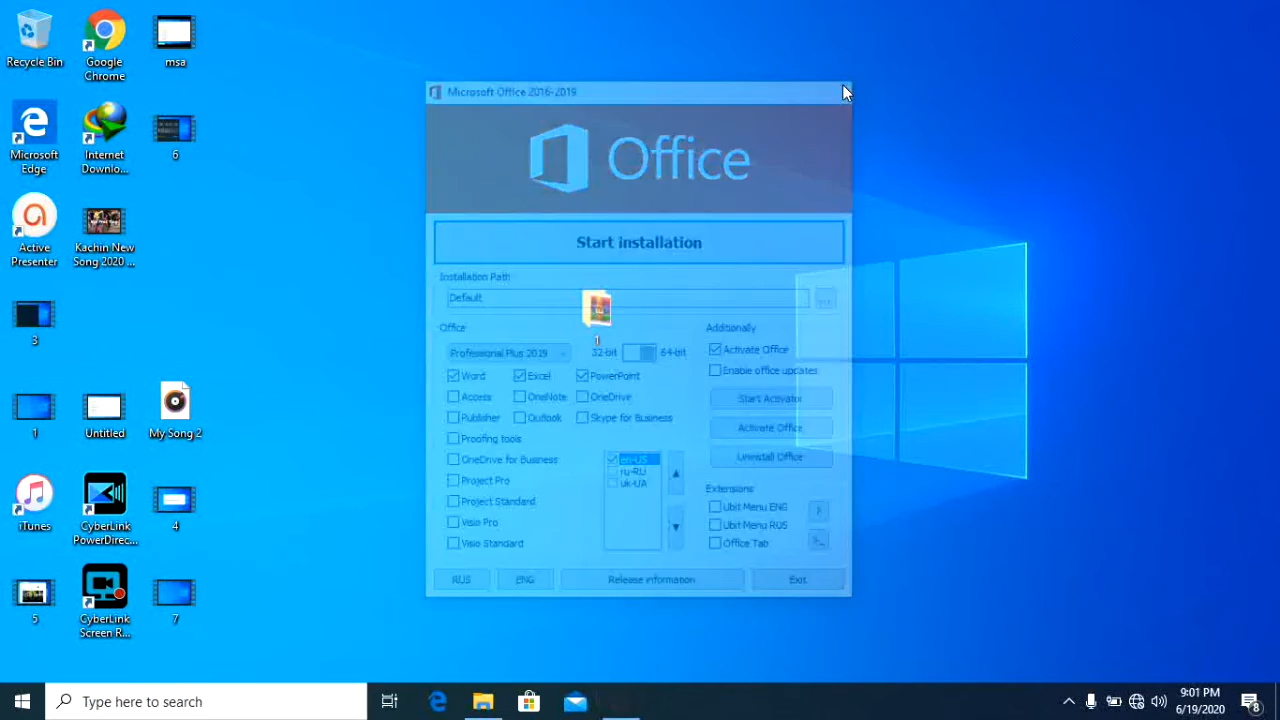 Recycle Bin
Google
Chrome
msa
Microsoft
Edge
Internet
Downlo...
6
Active
Presenter
Kachin New
Song 2020 ...
3
1
Untitled
My Song 2
iTunes
CyberLink
PowerDirec...
4
5
CyberLink
Screen R...
7
Microsoft Office 2016-2019
Office
Start installation
Installation Path:
Default
...
1
Office
Professional Plus 2019
32-bit
64-bit
Word
Excel
PowerPoint
Access
OneNote
OneDrive
Publisher
Outlook
Skype for Business
Proofing tools
OneDrive for Business
Project Pro
Project Standard
Visio Pro
Visio Standard
en-US
ru-RU
uk-UA
Additionally
Activate Office
Enable office updates
Start Activator
Activate Office
Uninstall Office
Extensions
Ubit Menu ENG
Ubit Menu RUS
Office Tab
RUS
ENG
Release information
Exit
Type here to search
9:01 PM
6/19/2020
8